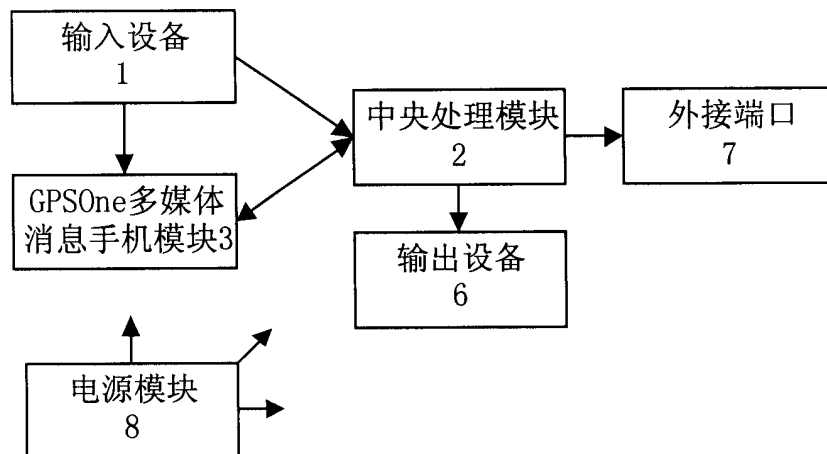 输入设备
1
中央处理模块
2
外接端口
7
GPSOne多媒体
消息手机模块3
输出设备
6
电源模块
8